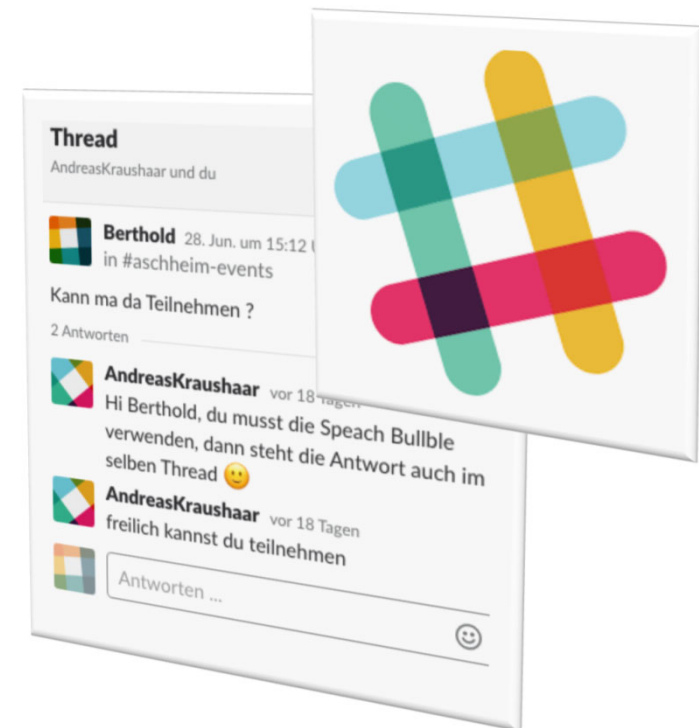 Thread
AndreasKraushaar und du
Berthold 28. Jun. um 15:12
in #aschheim-events
Kann ma da Teilnehmen ?
2 Antworten
AndreasKraushaar vor 18 Tagen
Hi Berthold, du musst die Speach Bullble
verwenden, dann steht die Antwort auch im
selben Thread 🙂
AndreasKraushaar vor 18 Tagen
freilich kannst du teilnehmen
Antworten ...